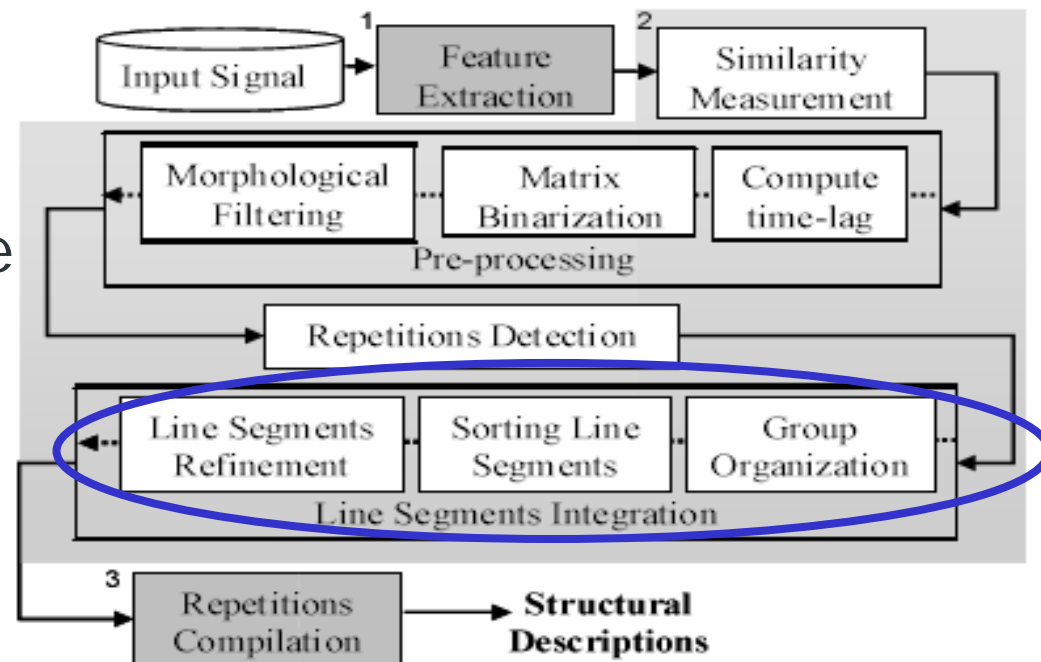 1
Input Signal
Feature
Extraction
2
Similarity
Measurement
Morphological
Filtering
Matrix
Binarization
Compute
time-lag
Pre-processing
e
Repetitions Detection
Line Segments
Refinement
Sorting Line
Segments
Group
Organization
Line Segments Integration
3
Repetitions
Compilation
Structural
Descriptions